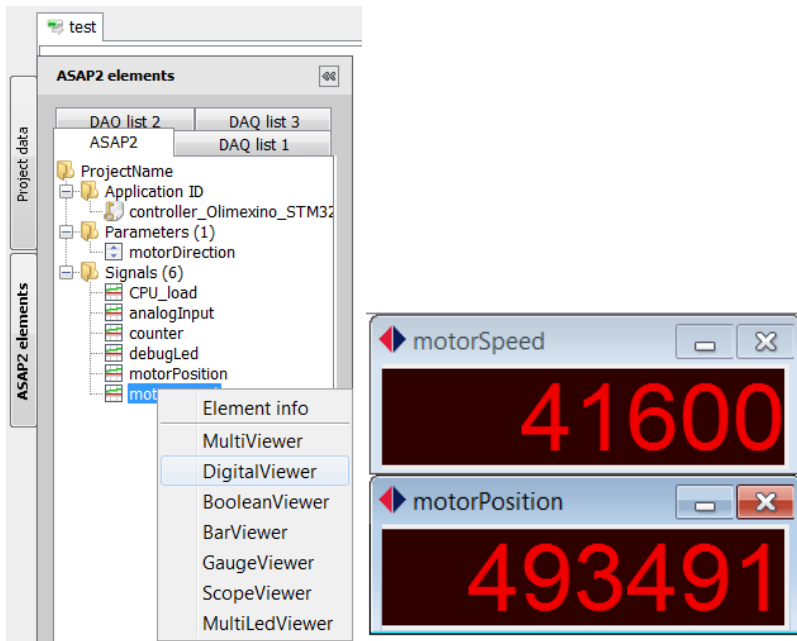 test
ASAP2 elements
DAQ list 2
DAQ list 3
ASAP2
DAQ list 1
Project data
ASAP2 elements
ProjectName
Application ID
controller_Olimexino_STM32
Parameters (1)
motorDirection
Signals (6)
CPU_load
analogInput
counter
debugLed
motorPosition
Element info
MultiViewer
DigitalViewer
BooleanViewer
BarViewer
GaugeViewer
ScopeViewer
MultiLedViewer
motorSpeed
41600
motorPosition
493491